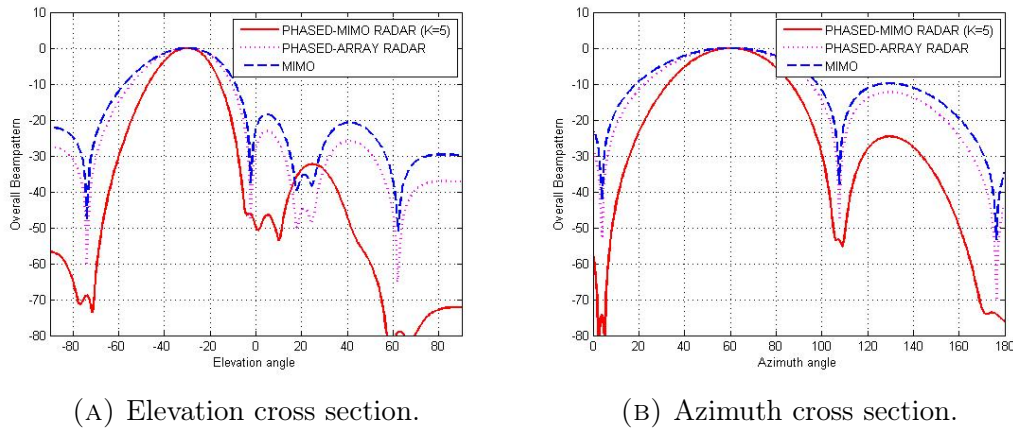 PHASED-MIMO RADAR (K=5)
PHASED-ARRAY RADAR
MIMO
10
0
-10
-20
-30
-40
-50
-60
-70
-80
Overall Beampattern
-80 -60 -40 -20 0 20 40 60 80
Elevation angle
(A) Elevation cross section.
PHASED-MIMO RADAR (K=5)
PHASED-ARRAY RADAR
MIMO
10
0
-10
-20
-30
-40
-50
-60
-70
-80
Overall Beampattern
0 20 40 60 80 100 120 140 160 180
Azimuth angle
(B) Azimuth cross section.